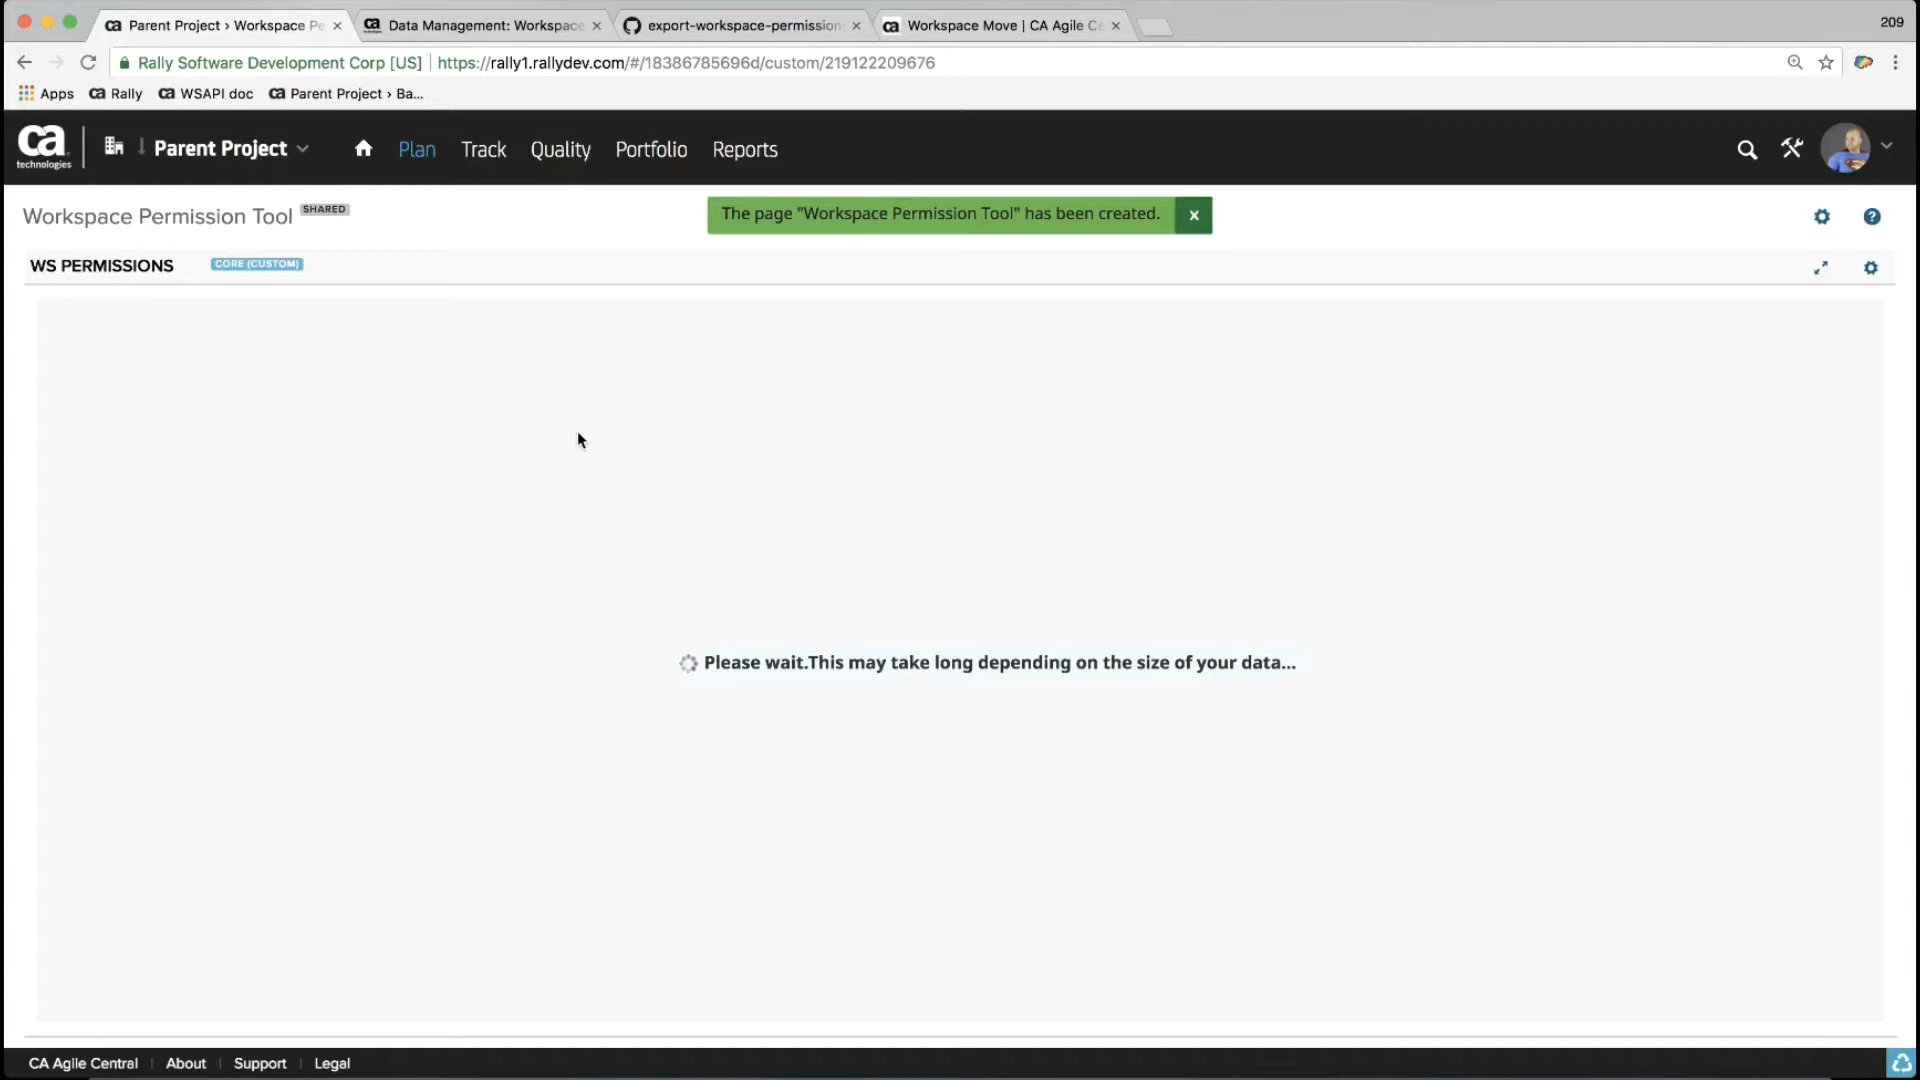 Parent Project › Workspace Pe
Data Management: Workspace
export-workspace-permission
Workspace Move | CA Agile Ce
209
Rally Software Development Corp [US]
https://rally1.rallydev.com/#/18386785696d/custom/219122209676
Apps
ca Rally
ca WSAPI doc
ca Parent Project › Ba...
ca
technologies
Parent Project
Plan
Track
Quality
Portfolio
Reports
Workspace Permission Tool
SHARED
The page "Workspace Permission Tool" has been created.
WS PERMISSIONS
CORE (CUSTOM)
Please wait.This may take long depending on the size of your data...
CA Agile Central
About
Support
Legal